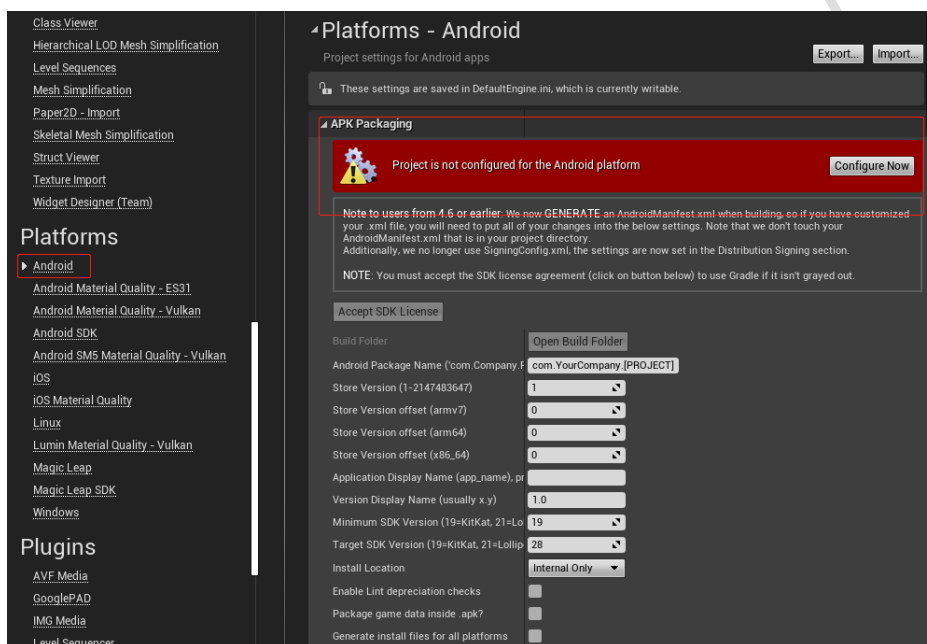 Class Viewer
Hierarchical LOD Mesh Simplification
Level Sequences
Mesh Simplification
Paper2D - Import
Skeletal Mesh Simplification
Struct Viewer
Texture Import
Widget Designer (Team)
Platforms
Android
Android Material Quality - ES31
Android Material Quality - Vulkan
Android SDK
Android SM5 Material Quality - Vulkan
iOS
iOS Material Quality
Linux
Lumin Material Quality - Vulkan
Magic Leap
Magic Leap SDK
Windows
Plugins
AVF Media
GooglePAD
IMG Media
Level Sequencer
Platforms - Android
Project settings for Android apps
Export... Import...
These settings are saved in DefaultEngine.ini, which is currently writable.
APK Packaging
Project is not configured for the Android platform
Configure Now
Note to users from 4.6 or earlier: We now GENERATE an AndroidManifest.xml when building, so if you have customized
your .xml file, you will need to put all of your changes into the below settings. Note that we don't touch your
AndroidManifest.xml that is in your project directory.
Additionally, we no longer use SigningConfig.xml, the settings are now set in the Distribution Signing section.
NOTE: You must accept the SDK license agreement (click on button below) to use Gradle if it isn't grayed out.
Accept SDK License
Build Folder Open Build Folder
Android Package Name ('com.Company.P com.YourCompany.[PROJECT]
Store Version (1-2147483647) 1
Store Version offset (armv7) 0
Store Version offset (arm64) 0
Store Version offset (x86_64) 0
Application Display Name (app_name), pr
Version Display Name (usually x.y) 1.0
Minimum SDK Version (19=KitKat, 21=Lo 19
Target SDK Version (19=KitKat, 21=Lollip 28
Install Location Internal Only
Enable Lint depreciation checks
Package game data inside .apk?
Generate install files for all platforms